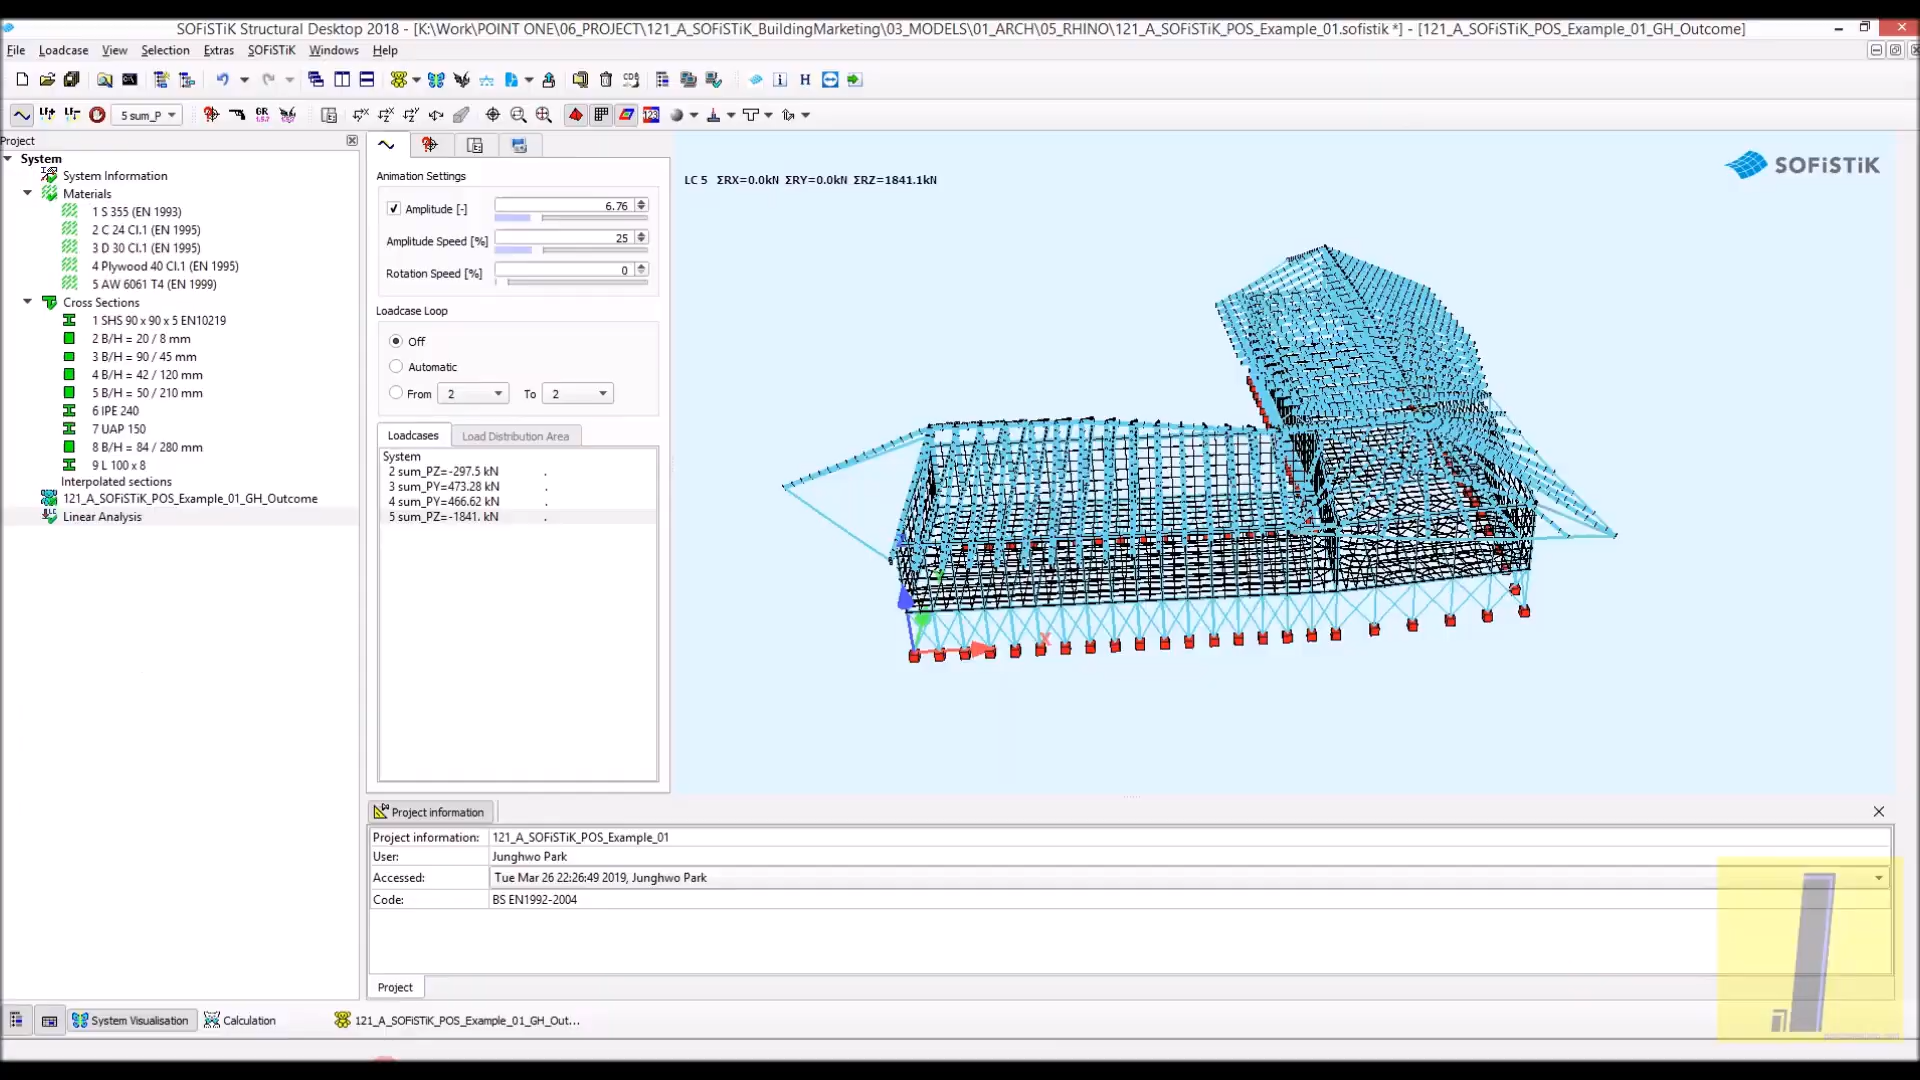 SOFiSTiK Structural Desktop 2018 - [K:\Work\POINT ONE\06_PROJECT\121_A_SOFiSTiK_BuildingMarketing\03_MODELS\01_ARCH\05_RHINO\121_A_SOFiSTiK_POS_Example_01.sofistik *] - [121_A_SOFiSTiK_POS_Example_01_GH_Outcome]
File Loadcase View Selection Extras SOFiSTiK Windows Help
LF+ LF- 5 sum_P GR
Project
System
System Information
Materials
1 S 355 (EN 1993)
2 C 24 Cl.1 (EN 1995)
3 D 30 Cl.1 (EN 1995)
4 Plywood 40 Cl.1 (EN 1995)
5 AW 6061 T4 (EN 1999)
Cross Sections
1 SHS 90 x 90 x 5 EN10219
2 B/H = 20 / 8 mm
3 B/H = 90 / 45 mm
4 B/H = 42 / 120 mm
5 B/H = 50 / 210 mm
6 IPE 240
7 UAP 150
8 B/H = 84 / 280 mm
9 L 100 x 8
Interpolated sections
121_A_SOFiSTiK_POS_Example_01_GH_Outcome
Linear Analysis
Animation Settings
Amplitude [-] 6.76
Amplitude Speed [%] 25
Rotation Speed [%] 0
Loadcase Loop
Off
Automatic
From 2 To 2
Loadcases Load Distribution Area
System
2 sum_PZ=-297.5 kN .
3 sum_PY=473.28 kN .
4 sum_PY=466.62 kN .
5 sum_PZ=-1841. kN .
LC 5 ΣRX=0.0kN ΣRY=0.0kN ΣRZ=1841.1kN
SOFiSTiK
X
Project information
Project information: 121_A_SOFiSTiK_POS_Example_01
User: Junghwo Park
Accessed: Tue Mar 26 22:26:49 2019, Junghwo Park
Code: BS EN1992-2004
Project
System Visualisation Calculation 121_A_SOFiSTiK_POS_Example_01_GH_Out...